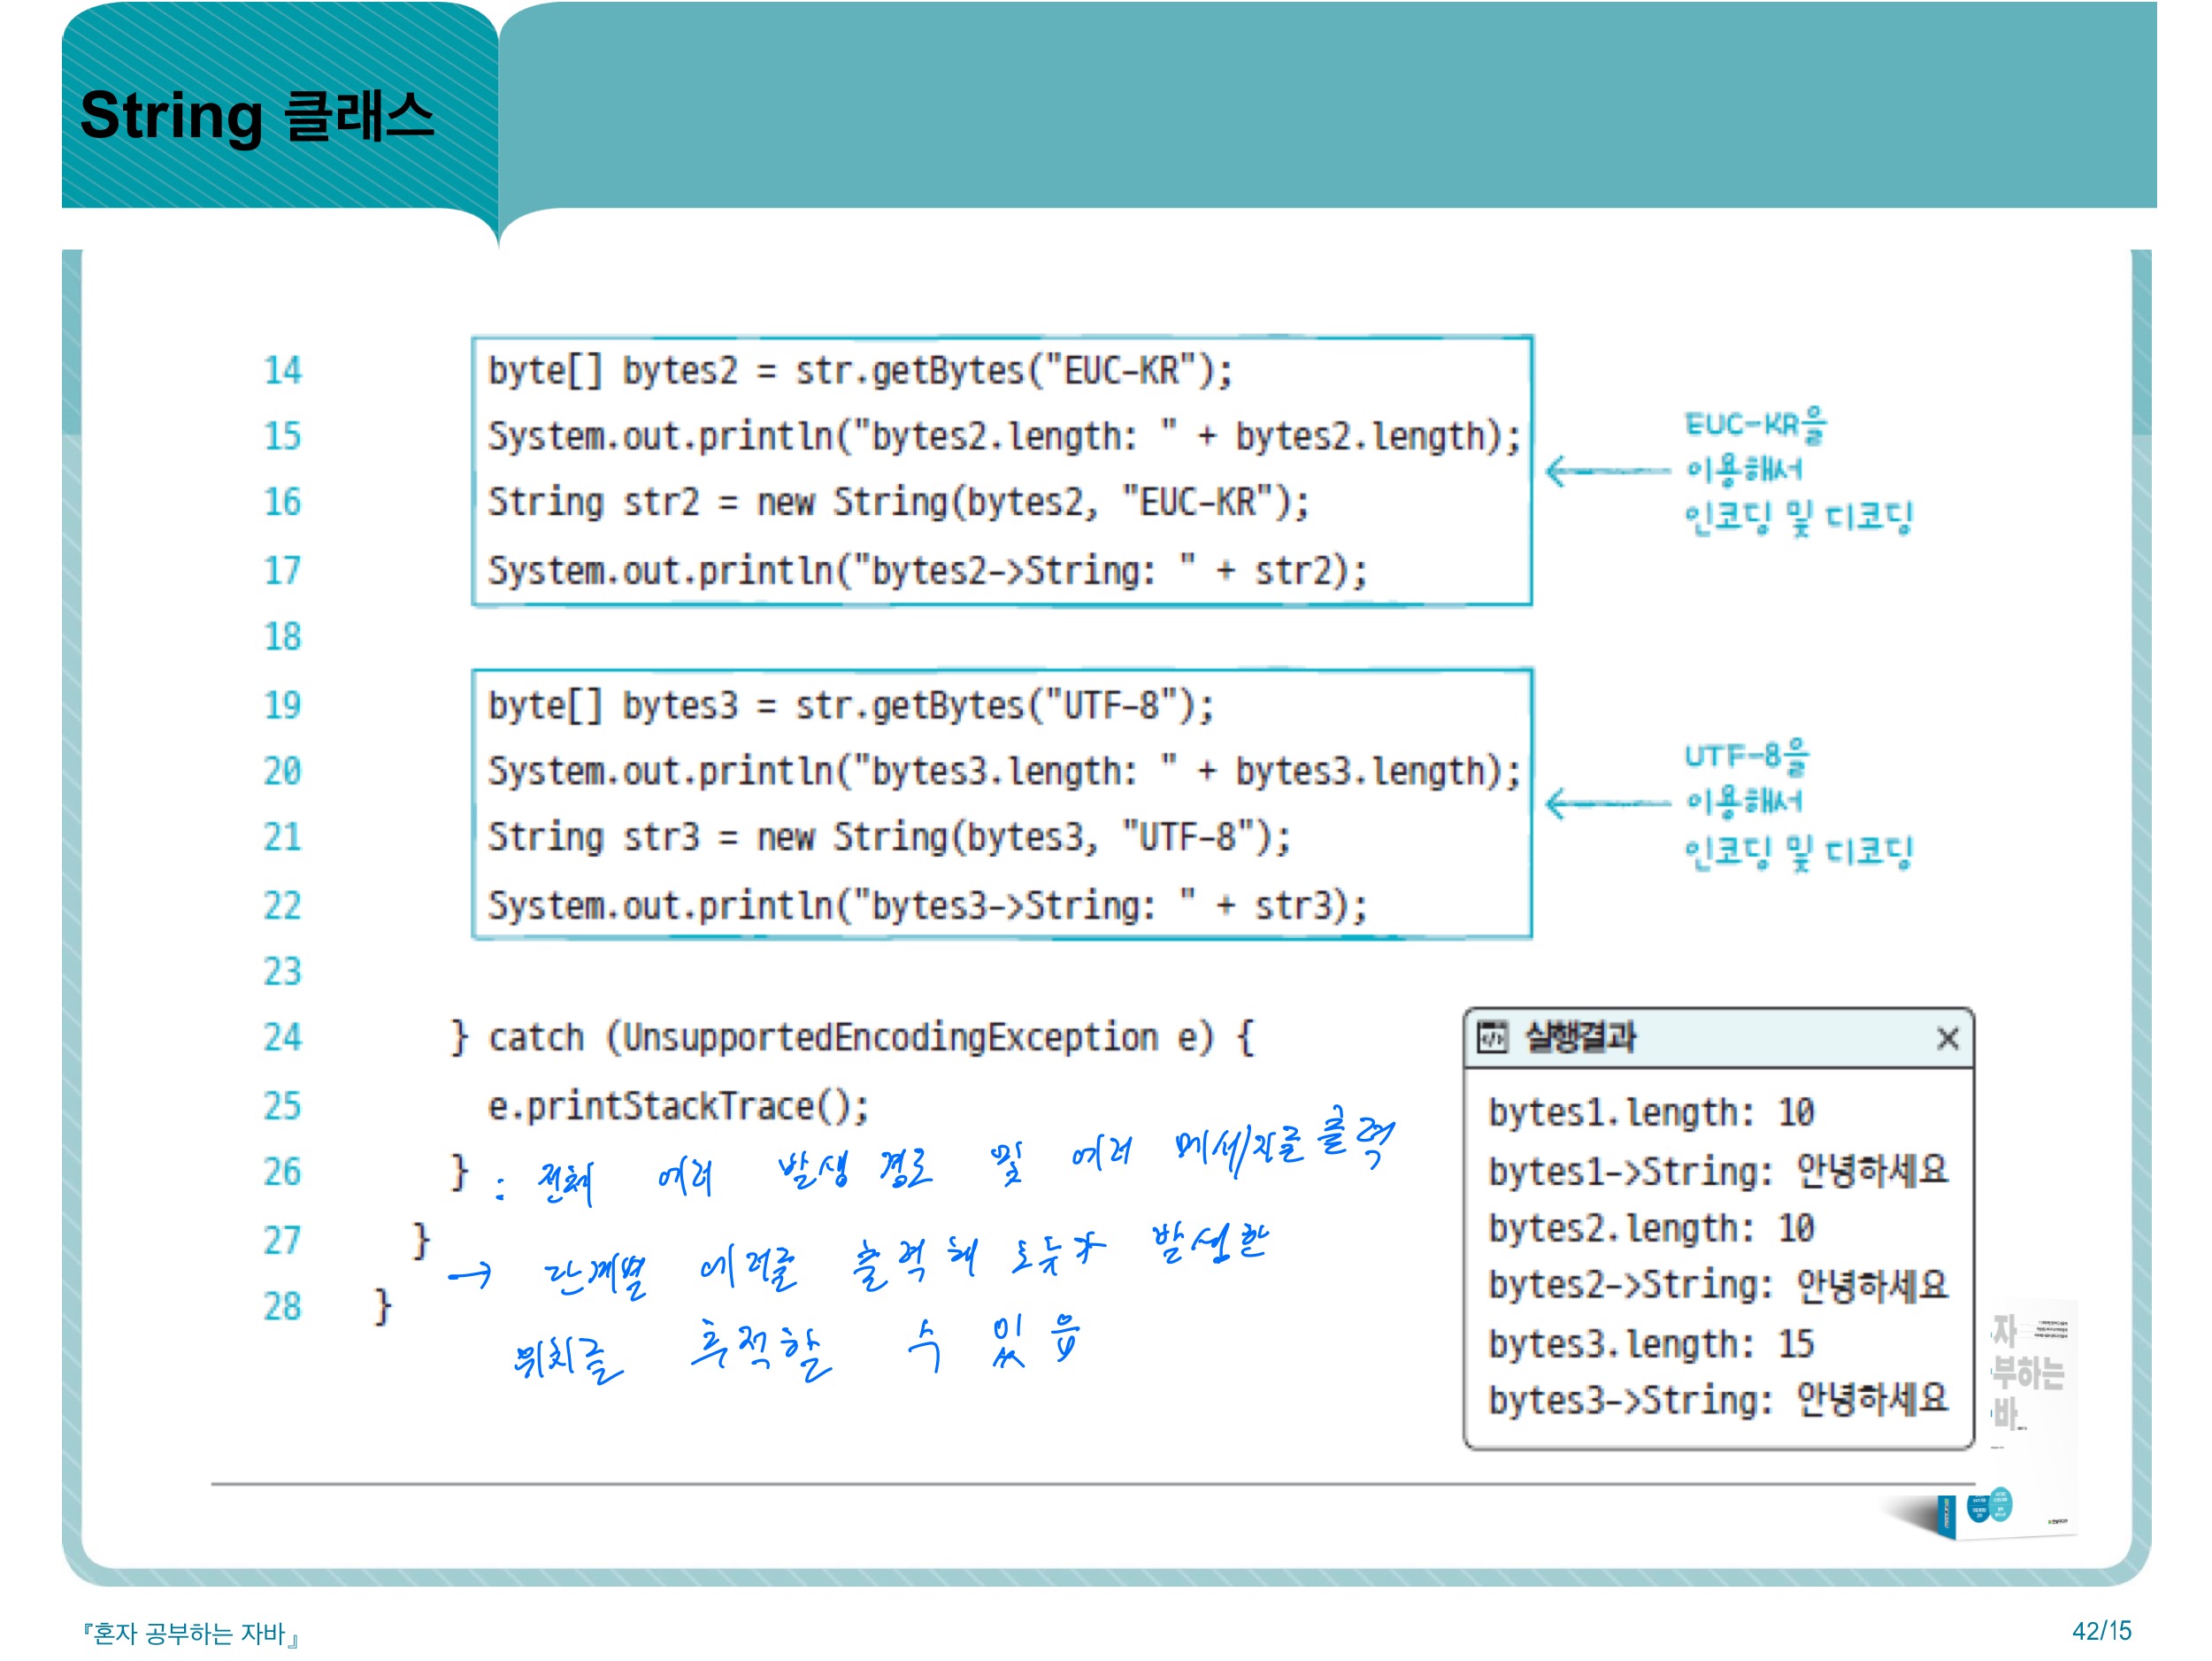 String 클래스
14 byte[] bytes2 = str.getBytes("EUC-KR");
15 System.out.println("bytes2.length: " + bytes2.length);
16 String str2 = new String(bytes2, "EUC-KR");
17 System.out.println("bytes2->String: " + str2);
EUC-KR을
이용해서
인코딩 및 디코딩
18
19 byte[] bytes3 = str.getBytes("UTF-8");
20 System.out.println("bytes3.length: " + bytes3.length);
21 String str3 = new String(bytes3, "UTF-8");
22 System.out.println("bytes3->String: " + str3);
UTF-8을
이용해서
인코딩 및 디코딩
23
24 } catch (UnsupportedEncodingException e) {
25 e.printStackTrace();
26 }
: 전체 에러 발생 경로 및 에러 메세지를 출력
27 }
→ 단계별 에러를 출력해 오류가 발생한
28 }
위치를 추적할 수 있음
실행결과
bytes1.length: 10
bytes1->String: 안녕하세요
bytes2.length: 10
bytes2->String: 안녕하세요
bytes3.length: 15
bytes3->String: 안녕하세요
자
부하는
바
『혼자 공부하는 자바』
42/15